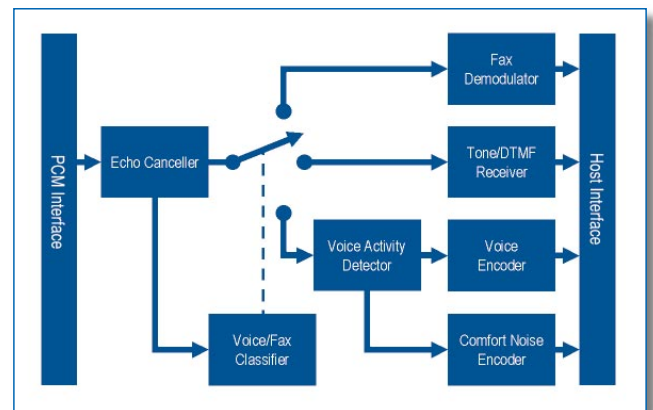 PCM Interface
Echo Canceller
Voice/Fax
Classifier
Voice Activity
Detector
Fax
Demodulator
Tone/DTMF
Receiver
Voice
Encoder
Comfort Noise
Encoder
Host Interface